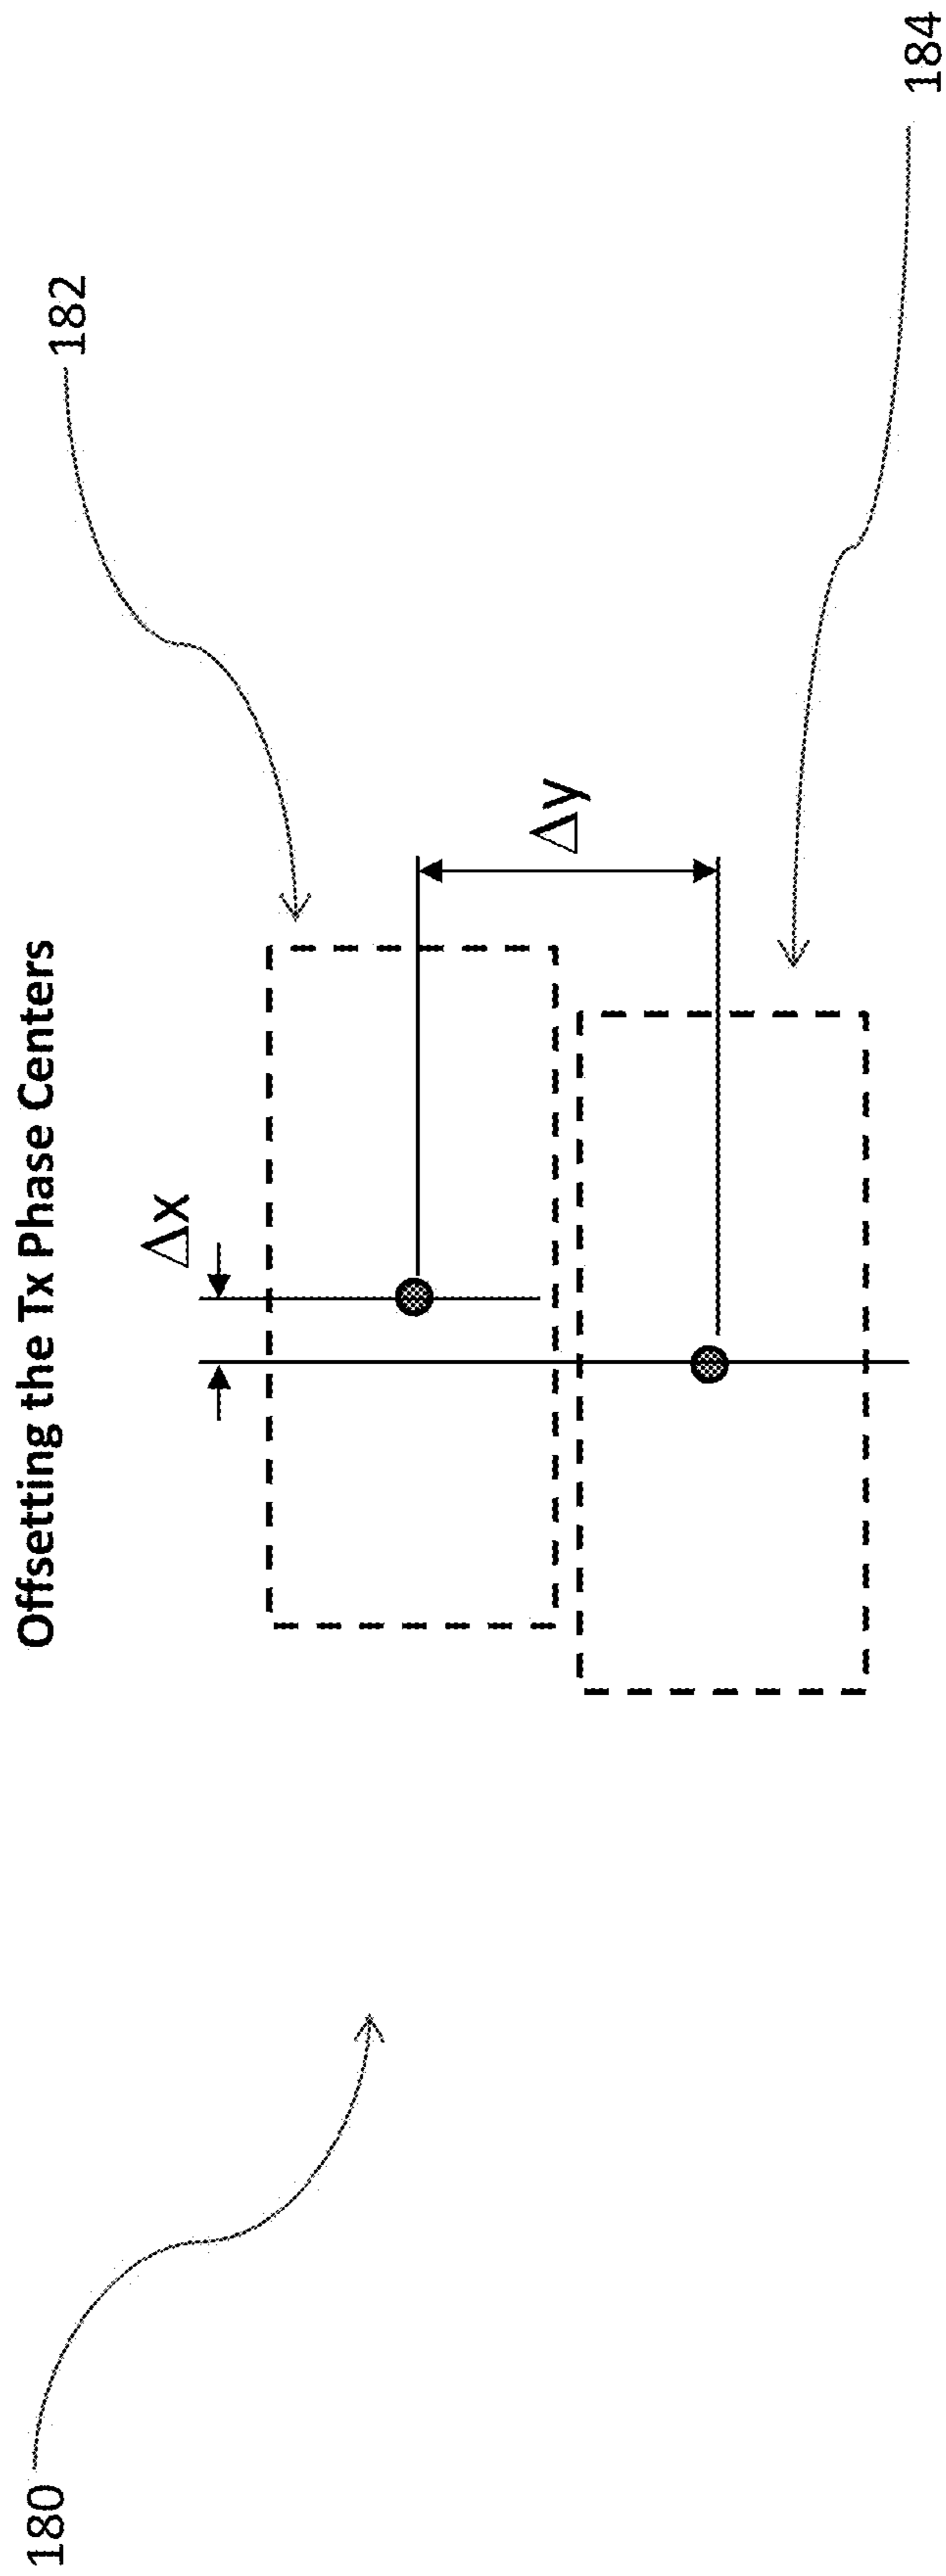 Offsetting the Tx Phase Centers
180
182
Δx
Δy
184